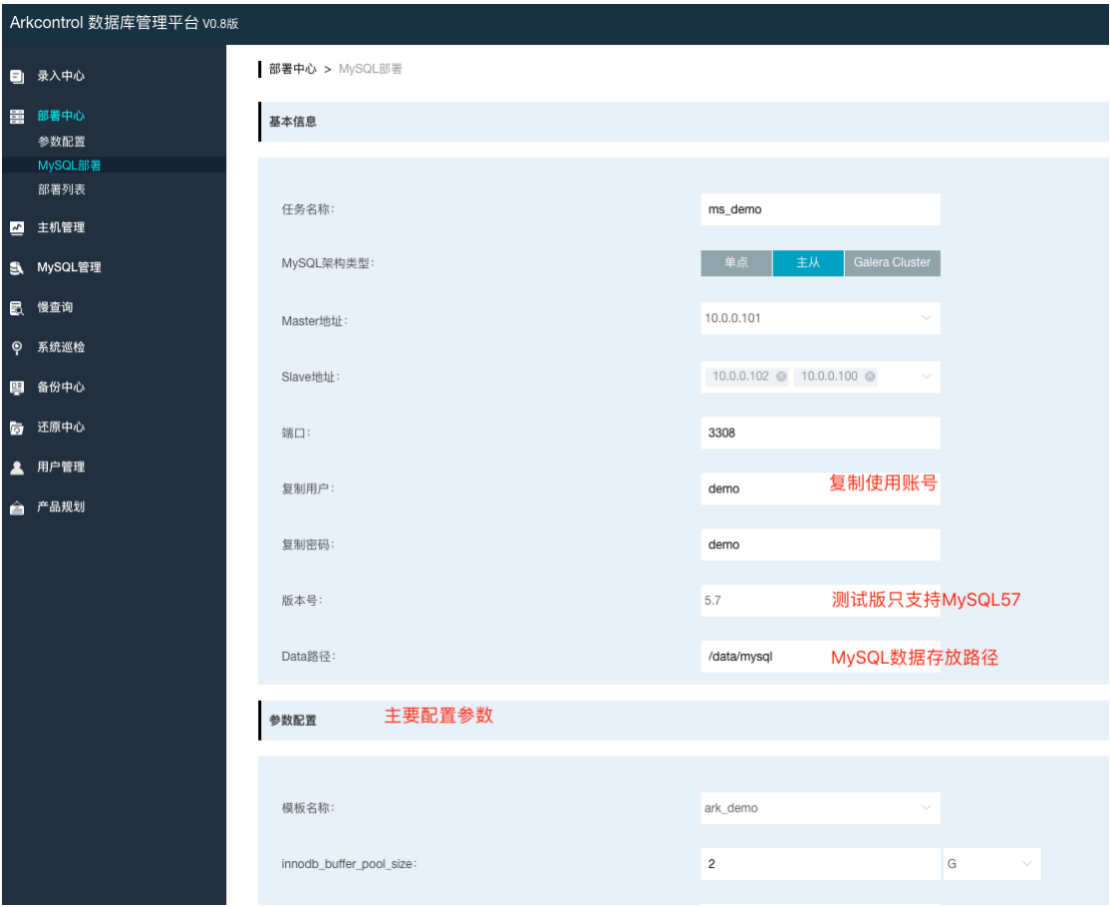 Arkcontrol 数据库管理平台 V0.8版
录入中心
部署中心
参数配置
MySQL部署
部署列表
主机管理
MySQL管理
慢查询
系统巡检
备份中心
还原中心
用户管理
产品规划
部署中心 > MySQL部署
基本信息
任务名称: ms_demo
MySQL架构类型: 单点 主从 Galera Cluster
Master地址: 10.0.0.101
Slave地址: 10.0.0.102 10.0.0.100
端口: 3308
复制用户: demo 复制使用账号
复制密码: demo
版本号: 5.7 测试版只支持MySQL57
Data路径: /data/mysql MySQL数据存放路径
参数配置 主要配置参数
模板名称: ark_demo
innodb_buffer_pool_size: 2 G